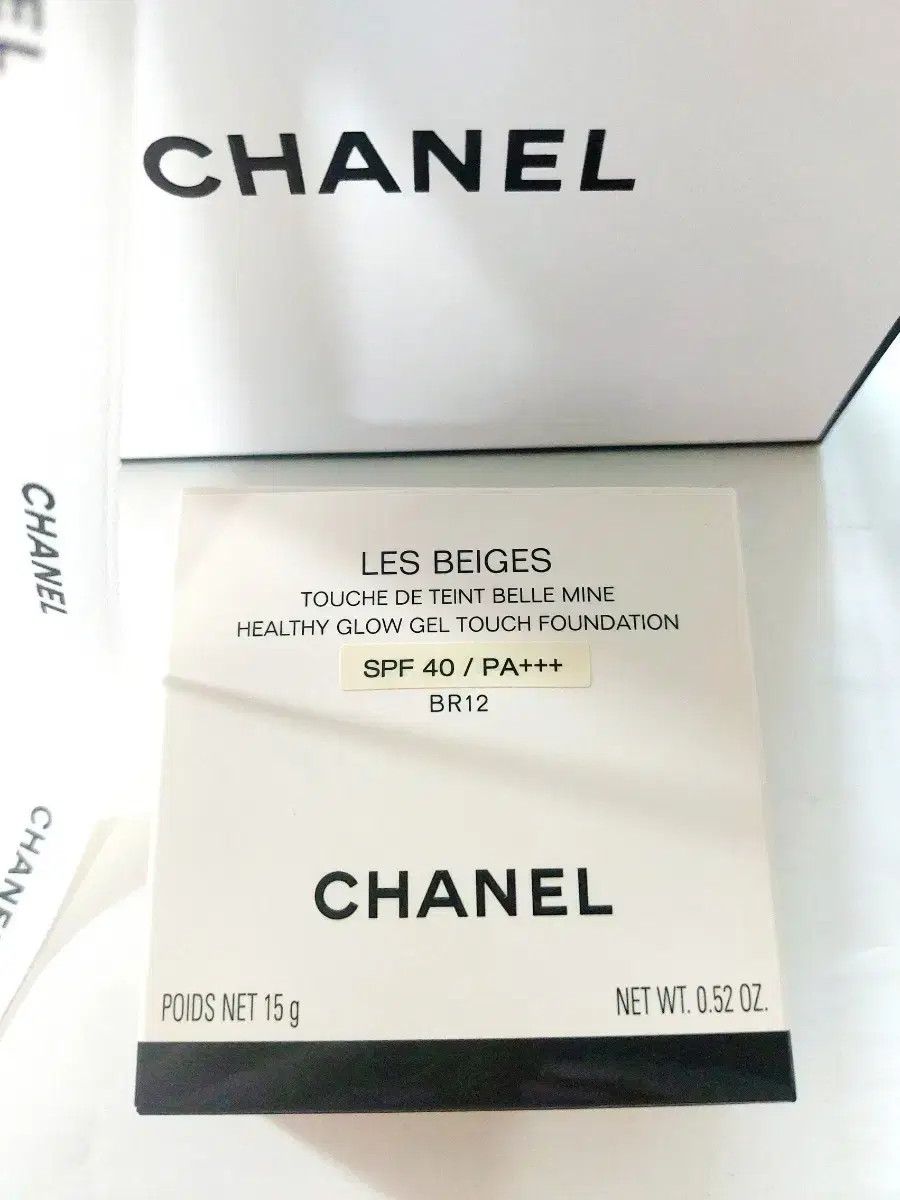 CHANEL
CHANEL
LES BEIGES
TOUCHE DE TEINT BELLE MINE
HEALTHY GLOW GEL TOUCH FOUNDATION
SPF 40 / PA+++
BR12
CHANEL
CHANEL
POIDS NET 15 g
NET WT. 0.52 OZ.